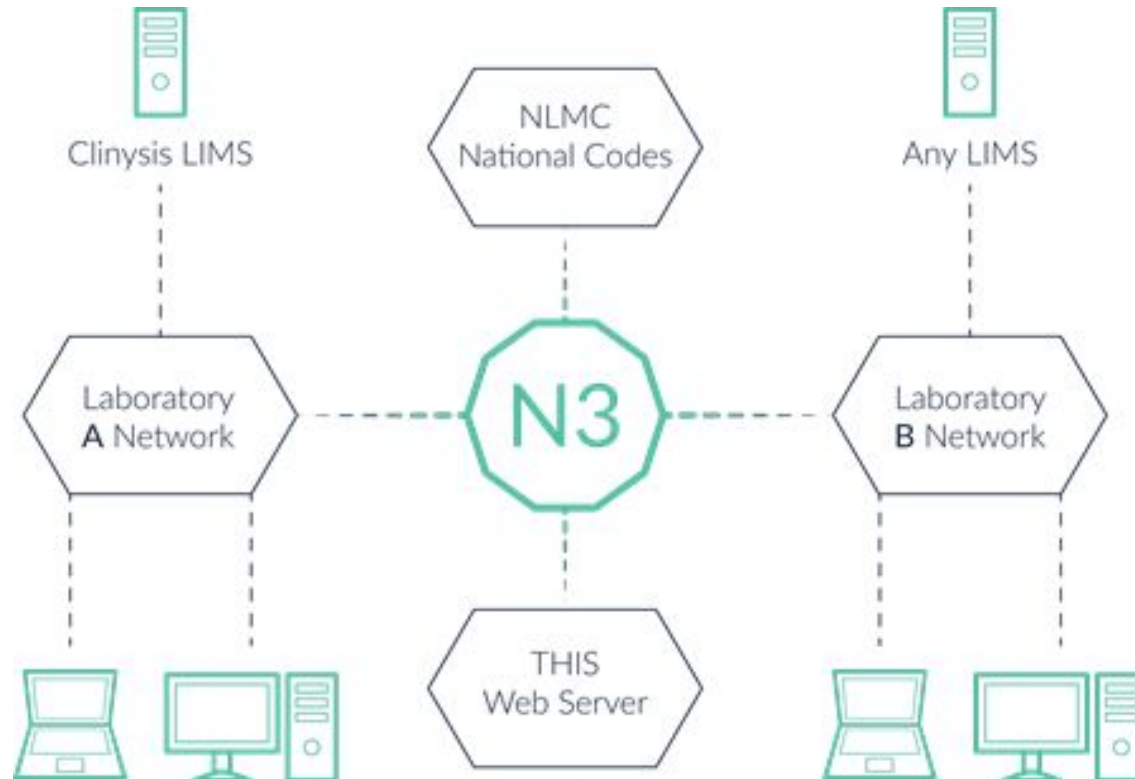 Clinysis LIMS
NLMC
National Codes
Any LIMS
Laboratory
A Network
N3
Laboratory
B Network
THIS
Web Server